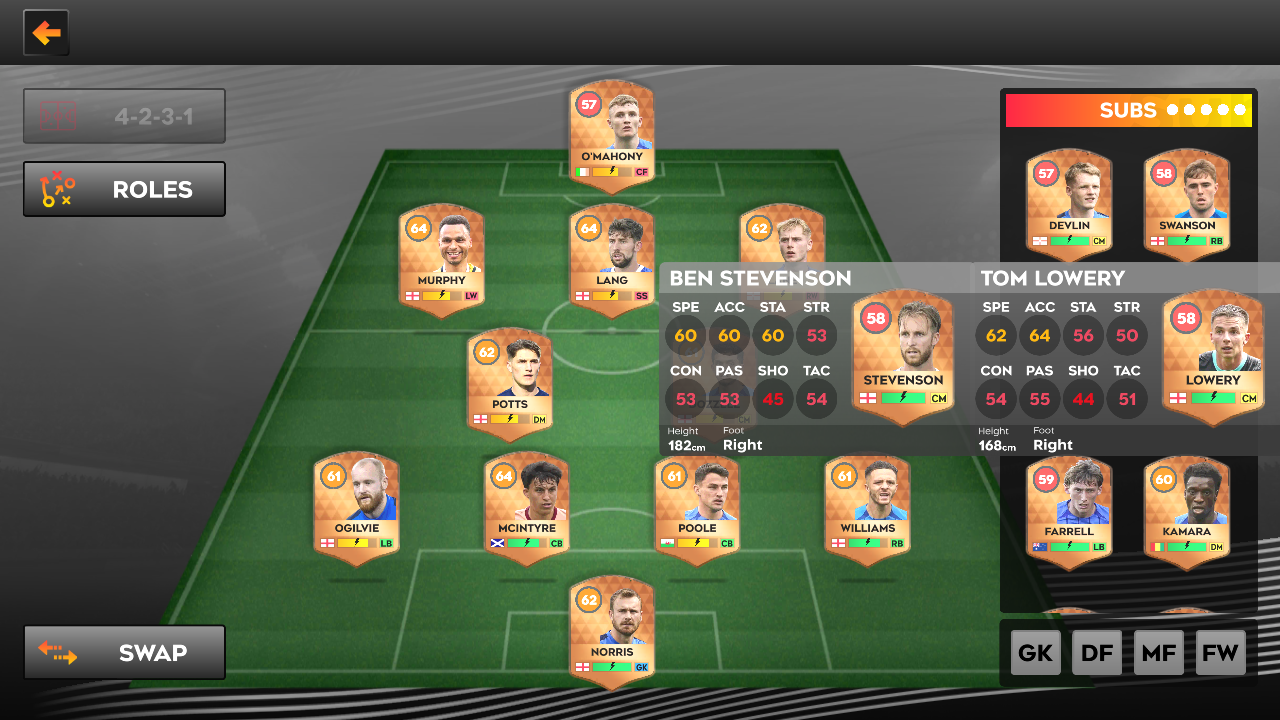 4-2-3-1
ROLES
57
O'MAHONY
CF
64
MURPHY
LW
64
LANG
SS
62
62
POTTS
DM
61
OGILVIE
LB
64
MCINTYRE
CB
61
POOLE
CB
61
WILLIAMS
RB
62
NORRIS
GK
SWAP
SUBS
57
DEVLIN
CM
58
SWANSON
RB
BEN STEVENSON
SPE ACC STA STR
60 60 60 53
CON PAS SHO TAC
53 53 45 54
Height Foot
182cm Right
58
STEVENSON
CM
TOM LOWERY
SPE ACC STA STR
62 64 56 50
CON PAS SHO TAC
54 55 44 51
Height Foot
168cm Right
58
LOWERY
CM
59
FARRELL
LB
60
KAMARA
DM
GK DF MF FW